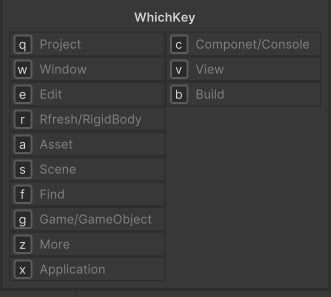 WhichKey
q Project
w Window
e Edit
r Rfresh/RigidBody
a Asset
s Scene
f Find
g Game/GameObject
z More
x Application
c Componet/Console
v View
b Build